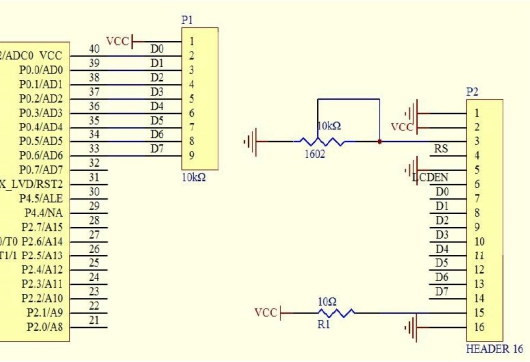 P1
VCC
1
2/ADC0 VCC 40 D0 2
P0.0/AD0 39 D1 3
P0.1/AD1 38 D2 4
P0.2/AD2 37 D3 5
P0.3/AD3 36 D4 6
P0.4/AD4 35 D5 7
P0.5/AD5 34 D6 8
P0.6/AD6 33 D7 9
P0.7/AD7 32
X_LVD/RST2 31
P4.5/ALE 30
P4.4/NA 29
P2.7/A15 28
0/T0 P2.6/A14 27
T1/1 P2.5/A13 26
P2.4/A12 25
P2.3/A11 24
P2.2/A10 23
P2.1/A9 22
P2.0/A8 21
10kΩ
10kΩ
1602
P2
1
VCC 2
3
RS 4
5
LCDEN 6
D0 7
D1 8
D2 9
D3 10
D4 11
D5 12
D6 13
D7 14
15
16
VCC
10Ω
R1
HEADER 16